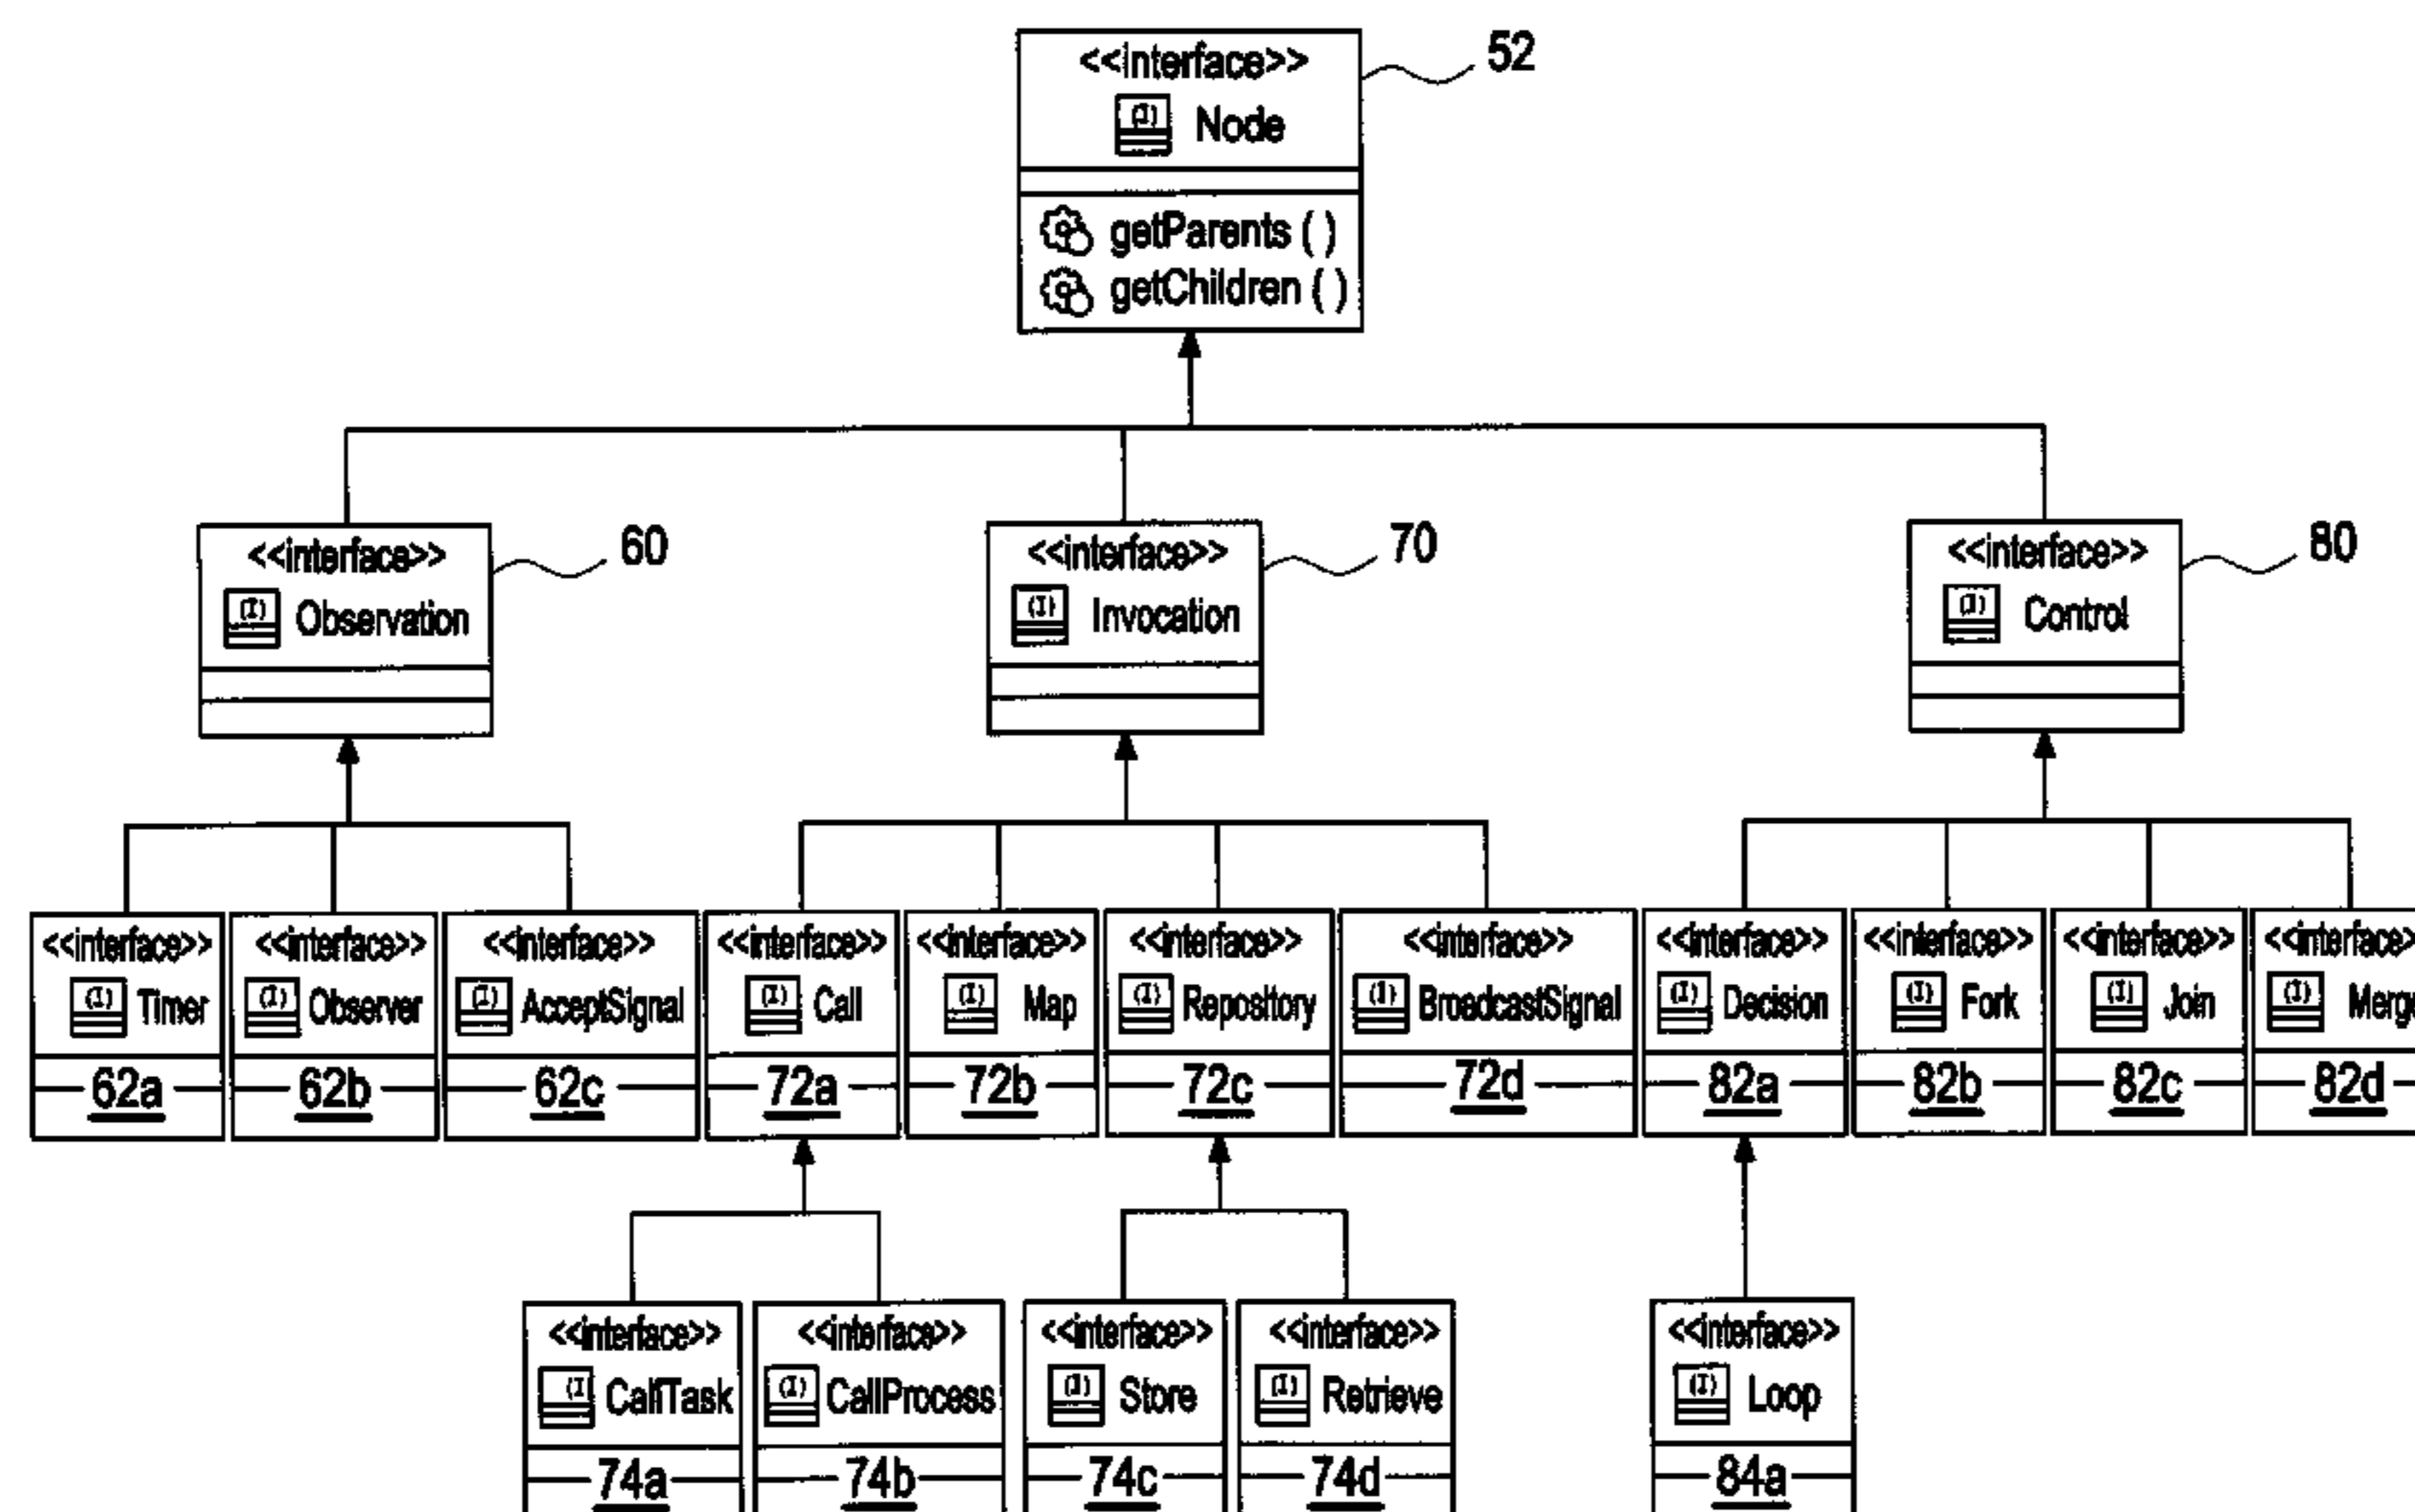 <<interface>>
52
(I) Node
getParents ( )
getChildren ( )
<<interface>>
60
(I) Observation
<<interface>>
70
(I) Invocation
<<interface>>
80
(I) Control
<<interface>>
(I) Timer
62a
<<interface>>
(I) Observer
62b
<<interface>>
(I) AcceptSignal
62c
<<interface>>
(I) Call
72a
<<interface>>
(I) Map
72b
<<interface>>
(I) Repository
72c
<<interface>>
(I) BroadcastSignal
72d
<<interface>>
(I) Decision
82a
<<interface>>
(I) Fork
82b
<<interface>>
(I) Join
82c
<<interface>
(I) Merge
82d
<<interface>>
(I CallTask
74a
<<interface>>
(I) CallProcess
74b
<<interface>>
(I) Store
74c
<<interface>>
(I) Retrieve
74d
<<interface>>
(I) Loop
84a